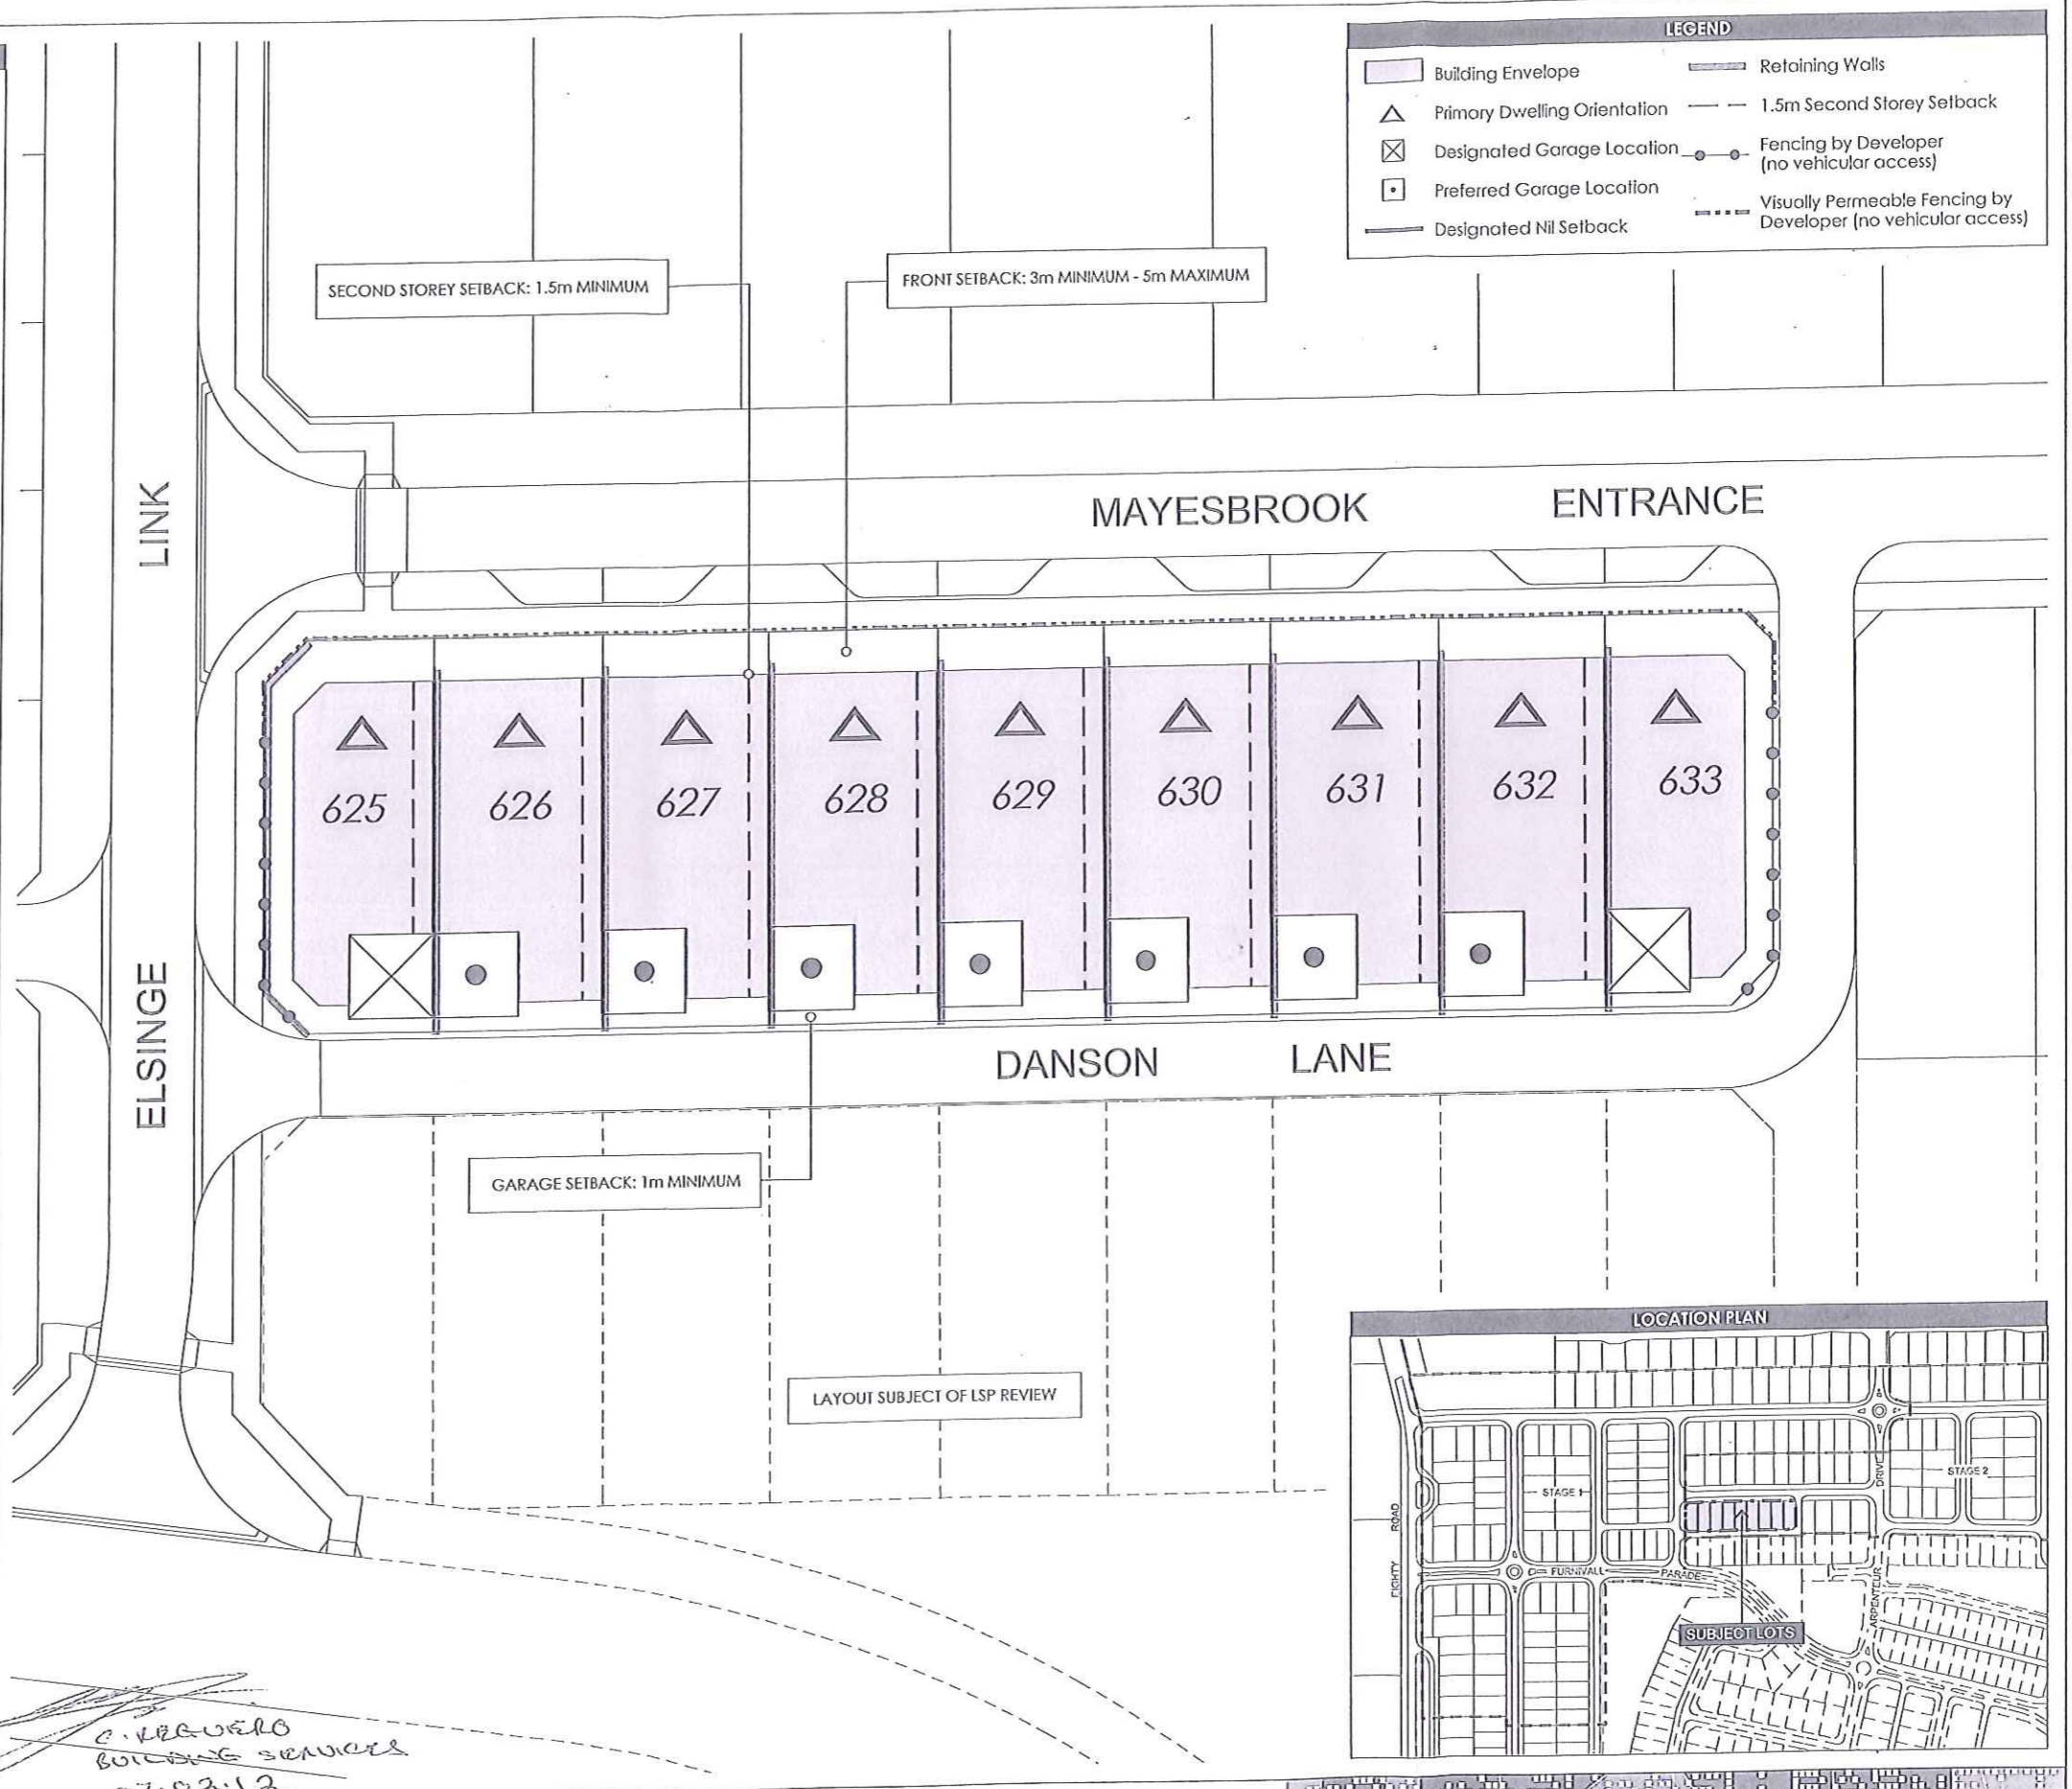 LEGEND
Building Envelope
Primary Dwelling Orientation
Designated Garage Location
Preferred Garage Location
Designated Nil Setback
Retaining Walls
1.5m Second Storey Setback
Fencing by Developer
(no vehicular access)
Visually Permeable Fencing by
Developer (no vehicular access)
SECOND STOREY SETBACK: 1.5m MINIMUM
FRONT SETBACK: 3m MINIMUM - 5m MAXIMUM
MAYESBROOK ENTRANCE
ELSINGE LINK
625 626 627 628 629 630 631 632 633
DANSON LANE
GARAGE SETBACK: 1m MINIMUM
LAYOUT SUBJECT OF LSP REVIEW
LOCATION PLAN
STAGE 1
STAGE 2
DRIVE
EIGHTY ROAD
FURNIVALL PARADE
SUBJECT LOTS
C. REGUERO
BUILDING SERVICES